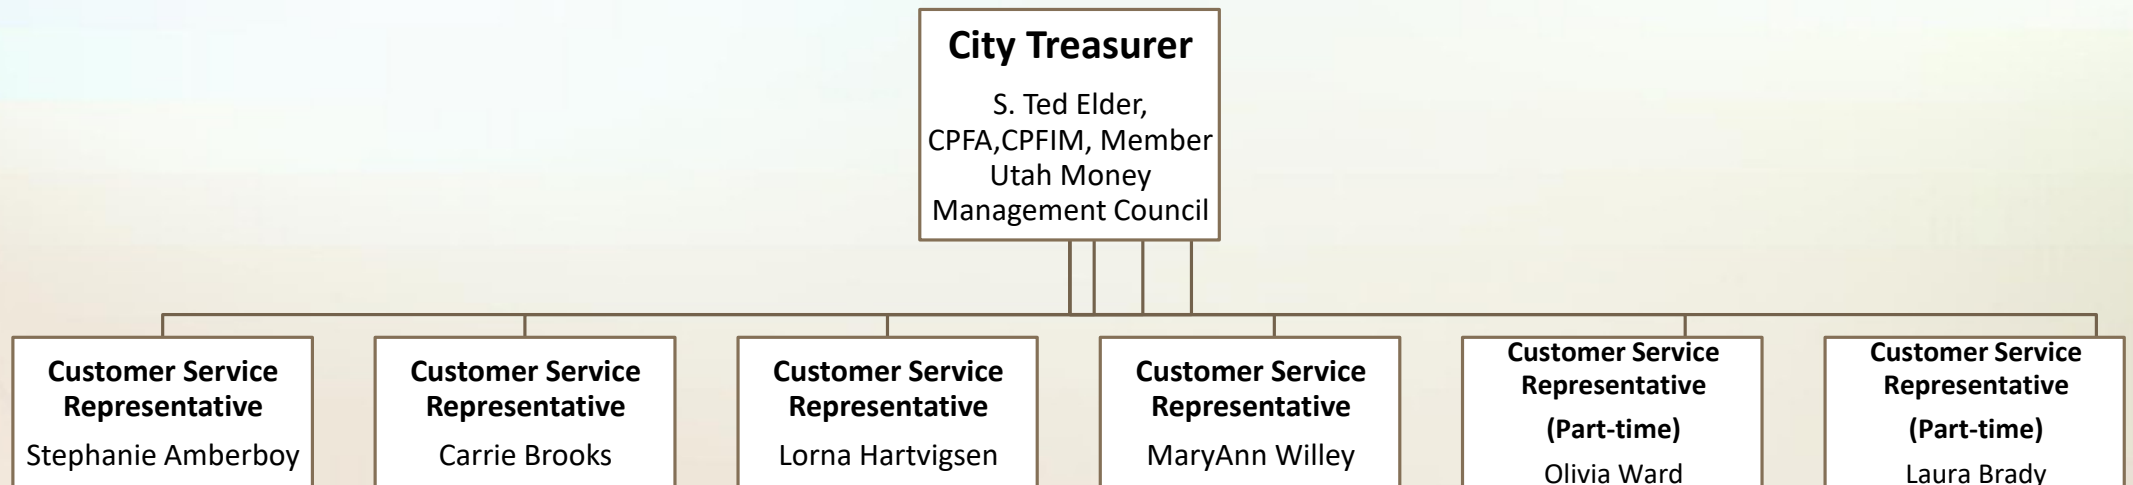 City Treasurer
S. Ted Elder,
CPFA,CPFIM, Member
Utah Money
Management Council
Customer Service
Representative
Stephanie Amberboy
Customer Service
Representative
Carrie Brooks
Customer Service
Representative
Lorna Hartvigsen
Customer Service
Representative
MaryAnn Willey
Customer Service
Representative
(Part-time)
Olivia Ward
Customer Service
Representative
(Part-time)
Laura Brady